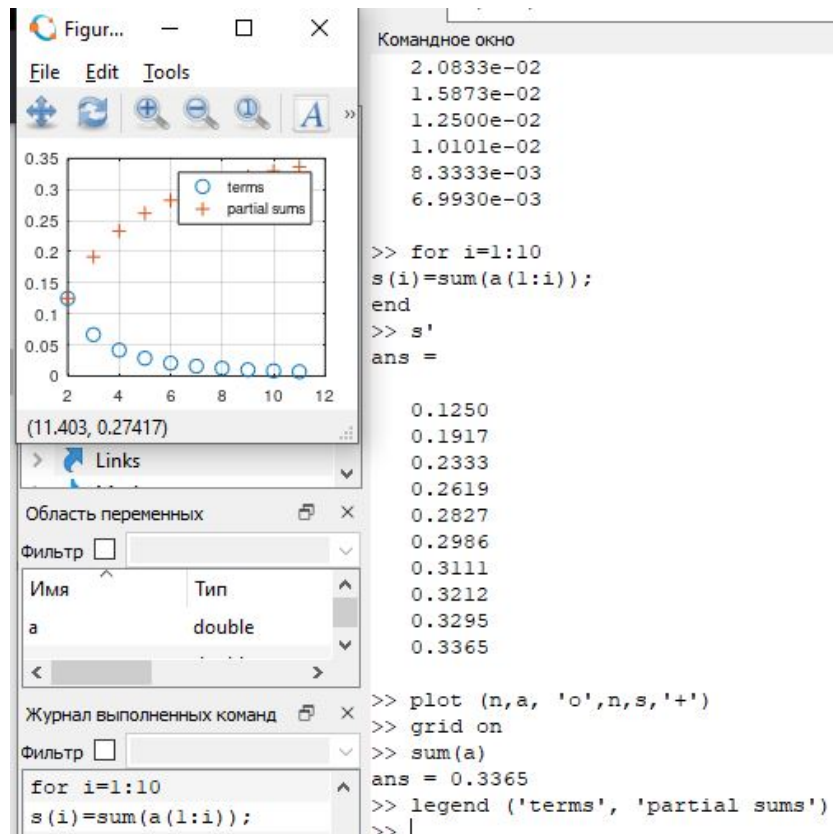 Figur...
File Edit Tools
A »
0.35
0.3
0.25
0.2
0.15
0.1
0.05
0
terms
partial sums
2 4 6 8 10 12
(11.403, 0.27417)
Links
Область переменных
Фильтр
Имя Тип
a double
Журнал выполненных команд
Фильтр
for i=1:10
s(i)=sum(a(1:i));
Командное окно
2.0833e-02
1.5873e-02
1.2500e-02
1.0101e-02
8.3333e-03
6.9930e-03
>> for i=1:10
s(i)=sum(a(1:i));
end
>> s'
ans =
0.1250
0.1917
0.2333
0.2619
0.2827
0.2986
0.3111
0.3212
0.3295
0.3365
>> plot (n,a, 'o',n,s,'+')
>> grid on
>> sum(a)
ans = 0.3365
>> legend ('terms', 'partial sums')
>>